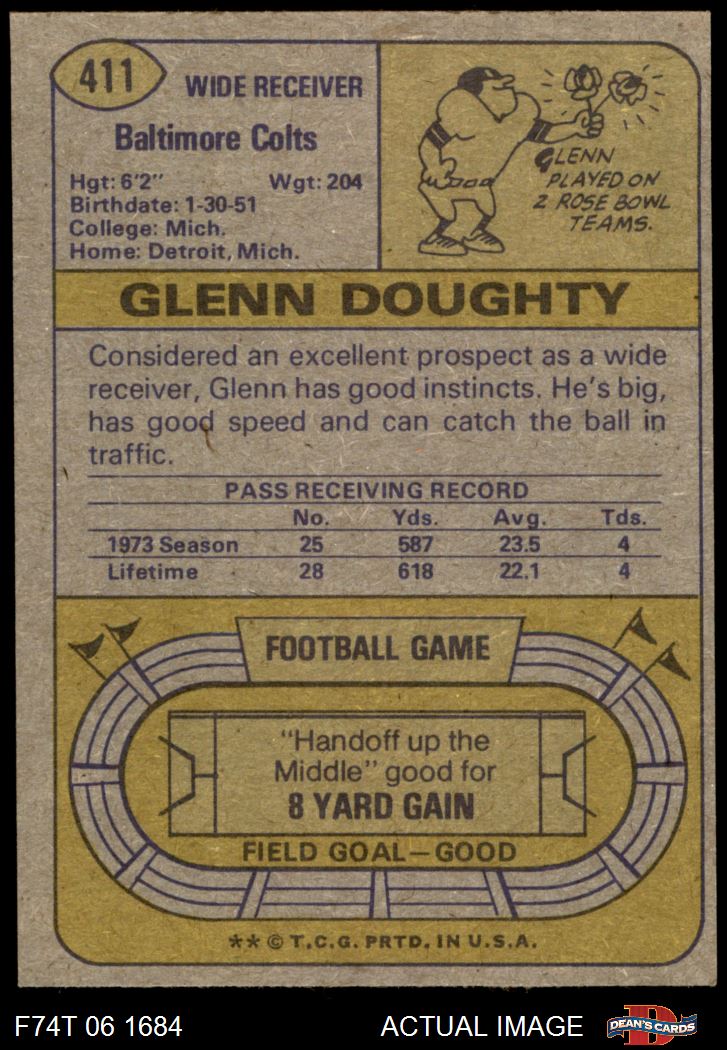 411
WIDE RECEIVER
Baltimore Colts
Hgt: 6'2" Wgt: 204
Birthdate: 1-30-51
College: Mich.
Home: Detroit, Mich.
GLENN
PLAYED ON
2 ROSE BOWL
TEAMS.
GLENN DOUGHTY
Considered an excellent prospect as a wide
receiver, Glenn has good instincts. He's big,
has good speed and can catch the ball in
traffic.
PASS RECEIVING RECORD
No. Yds. Avg. Tds.
1973 Season 25 587 23.5 4
Lifetime 28 618 22.1 4
FOOTBALL GAME
"Handoff up the
Middle" good for
8 YARD GAIN
FIELD GOAL—GOOD
** © T.C.G. PRTD. IN U.S.A.
F74T 06 1684 ACTUAL IMAGE
D
DEAN'S CARDS